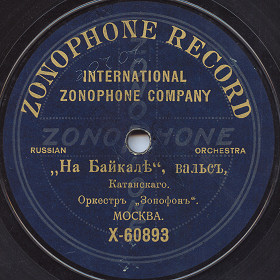 ZONOPHONE RECORD
INTERNATIONAL
ZONOPHONE COMPANY
ZONOPHONE
RUSSIAN ORCHESTRA
„На Байкалѣ“, вальсъ,
Катанскаго.
Оркестръ „Зонофонъ“.
МОСКВА.
X-60893